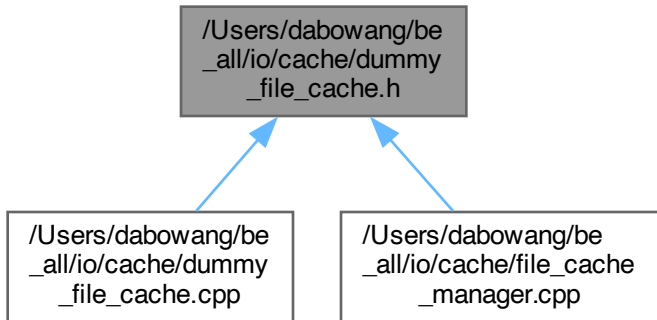 /Users/dabowang/be
_all/io/cache/dummy
_file_cache.h
/Users/dabowang/be
_all/io/cache/dummy
_file_cache.cpp
/Users/dabowang/be
_all/io/cache/file_cache
_manager.cpp